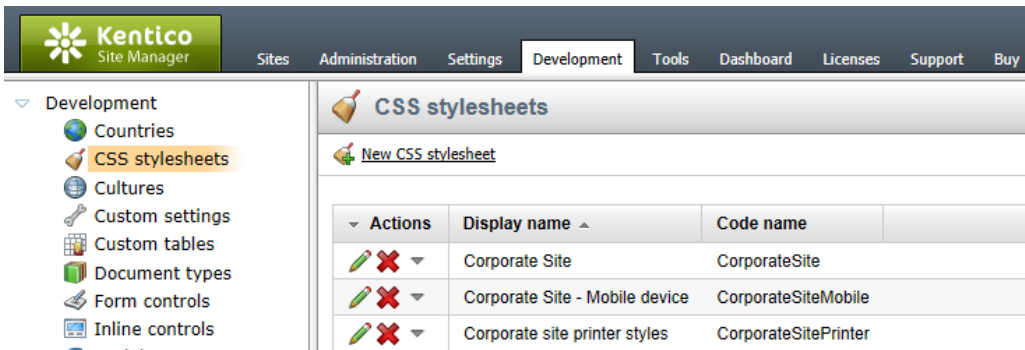 Kentico
Site Manager
Sites Administration Settings Development Tools Dashboard Licenses Support Buy
Development
Countries
CSS stylesheets
Cultures
Custom settings
Custom tables
Document types
Form controls
Inline controls
CSS stylesheets
New CSS stylesheet
Actions Display name Code name
Corporate Site CorporateSite
Corporate Site - Mobile device CorporateSiteMobile
Corporate site printer styles CorporateSitePrinter